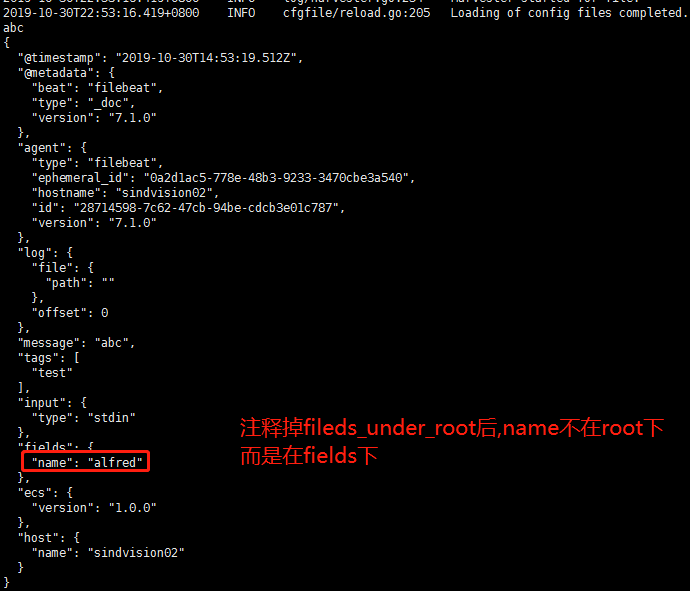 2019-10-30T22:53:16.419+0800    INFO    cfgfile/reload.go:205   Loading of config files completed.
abc
{
  "@timestamp": "2019-10-30T14:53:19.512Z",
  "@metadata": {
    "beat": "filebeat",
    "type": "_doc",
    "version": "7.1.0"
  },
  "agent": {
    "type": "filebeat",
    "ephemeral_id": "0a2d1ac5-778e-48b3-9233-3470cbe3a540",
    "hostname": "sindvision02",
    "id": "28714598-7c62-47cb-94be-cdcb3e01c787",
    "version": "7.1.0"
  },
  "log": {
    "file": {
      "path": ""
    },
    "offset": 0
  },
  "message": "abc",
  "tags": [
    "test"
  ],
  "input": {
    "type": "stdin"
  },
  "fields": {
    "name": "alfred"
  },
  "ecs": {
    "version": "1.0.0"
  },
  "host": {
    "name": "sindvision02"
  }
}
注释掉fileds_under_root后,name不在root下
而是在fields下